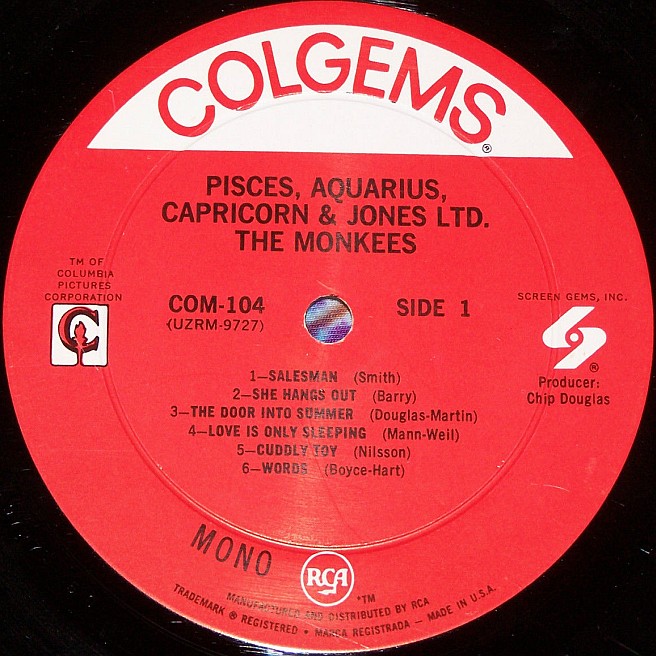 COLGEMS®
PISCES, AQUARIUS,
CAPRICORN & JONES LTD.
THE MONKEES
TM OF
COLUMBIA
PICTURES
CORPORATION
C
COM-104
(UZRM-9727)
SIDE 1
SCREEN GEMS, INC.
®
Producer:
Chip Douglas
1—SALESMAN (Smith)
2—SHE HANGS OUT (Barry)
3—THE DOOR INTO SUMMER (Douglas-Martin)
4—LOVE IS ONLY SLEEPING (Mann-Weil)
5—CUDDLY TOY (Nilsson)
6—WORDS (Boyce-Hart)
MONO
RCA
*TM
MANUFACTURED AND DISTRIBUTED BY RCA
TRADEMARK ® REGISTERED • MARCA REGISTRADA — MADE IN U.S.A.